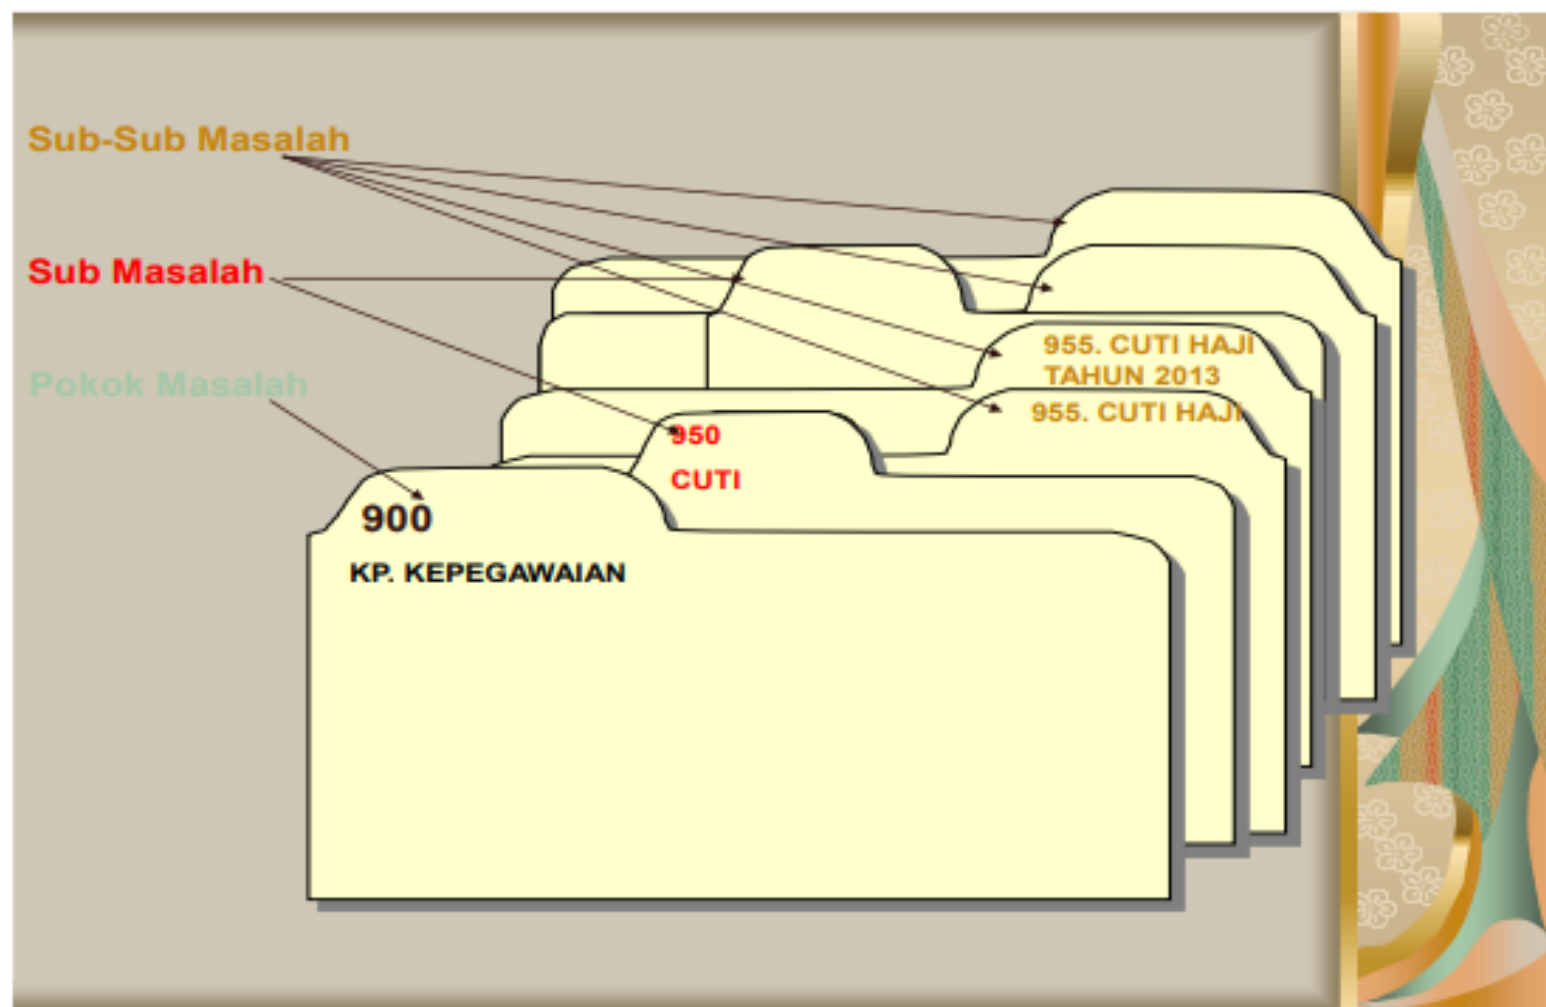 Sub-Sub Masalah
Sub Masalah
Pokok Masalah
955. CUTI HAJI
TAHUN 2013
955. CUTI HAJI
950
CUTI
900
KP. KEPEGAWAIAN